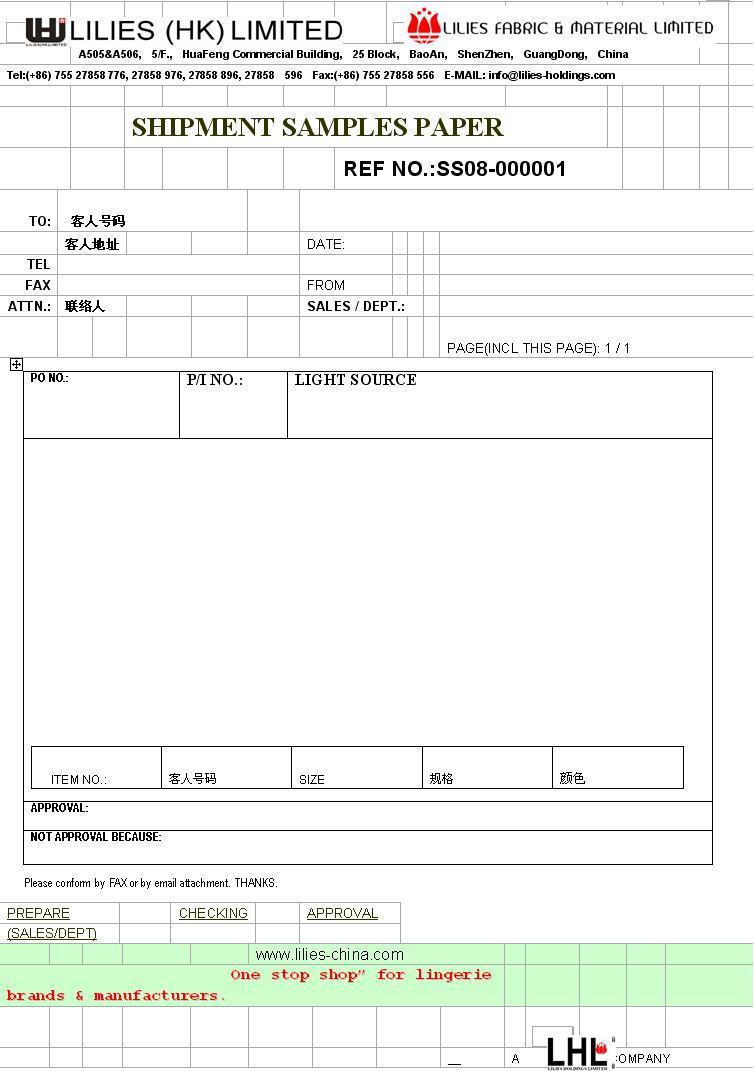 LILIES (HK) LIMITED LILIES FABRIC & MATERIAL LIMITED
LILIES(HK)LIMITED
A505&A506, 5/F., HuaFeng Commercial Building, 25 Block, BaoAn, ShenZhen, GuangDong, China
Tel:(+86) 755 27858 776, 27858 976, 27858 896, 27858 596 Fax:(+86) 755 27858 556 E-MAIL: info@lilies-holdings.com
SHIPMENT SAMPLES PAPER
REF NO.:SS08-000001
TO: 客人号码
客人地址 DATE:
TEL
FAX FROM
ATTN.: 联络人 SALES / DEPT.:
PAGE(INCL THIS PAGE): 1 / 1
PO NO.: P/I NO.: LIGHT SOURCE
ITEM NO.: 客人号码 SIZE 规格 颜色
APPROVAL:
NOT APPROVAL BECAUSE:
Please conform by FAX or by email attachment. THANKS.
PREPARE CHECKING APPROVAL
(SALES/DEPT)
www.lilies-china.com
One stop shop” for lingerie
brands & manufacturers.
__ A LHL COMPANY
LILIES HOLDINGS LIMITED